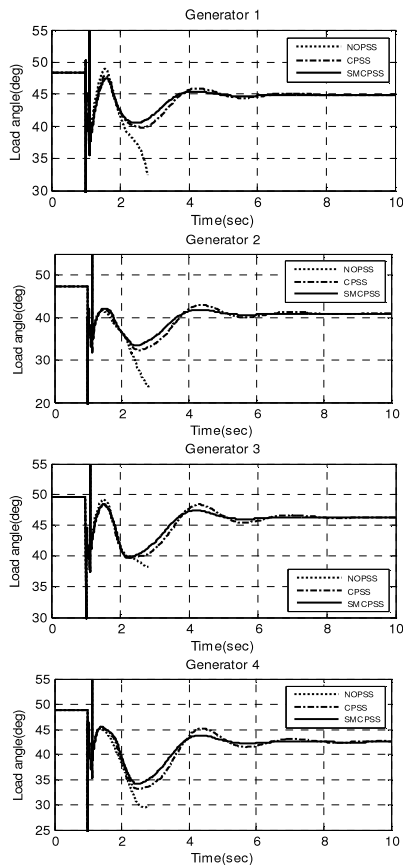 Generator 1
55
50
45
40
35
30
Load angle(deg)
NOPSS
CPSS
SMCPSS
0 2 4 6 8 10
Time(sec)
Generator 2
50
40
30
20
Load angle(deg)
NOPSS
CPSS
SMCPSS
0 2 4 6 8 10
Time(sec)
Generator 3
55
50
45
40
35
30
Load angle(deg)
NOPSS
CPSS
SMCPSS
0 2 4 6 8 10
Time(sec)
Generator 4
55
50
45
40
35
30
25
Load angle(deg)
NOPSS
CPSS
SMCPSS
0 2 4 6 8 10
Time(sec)